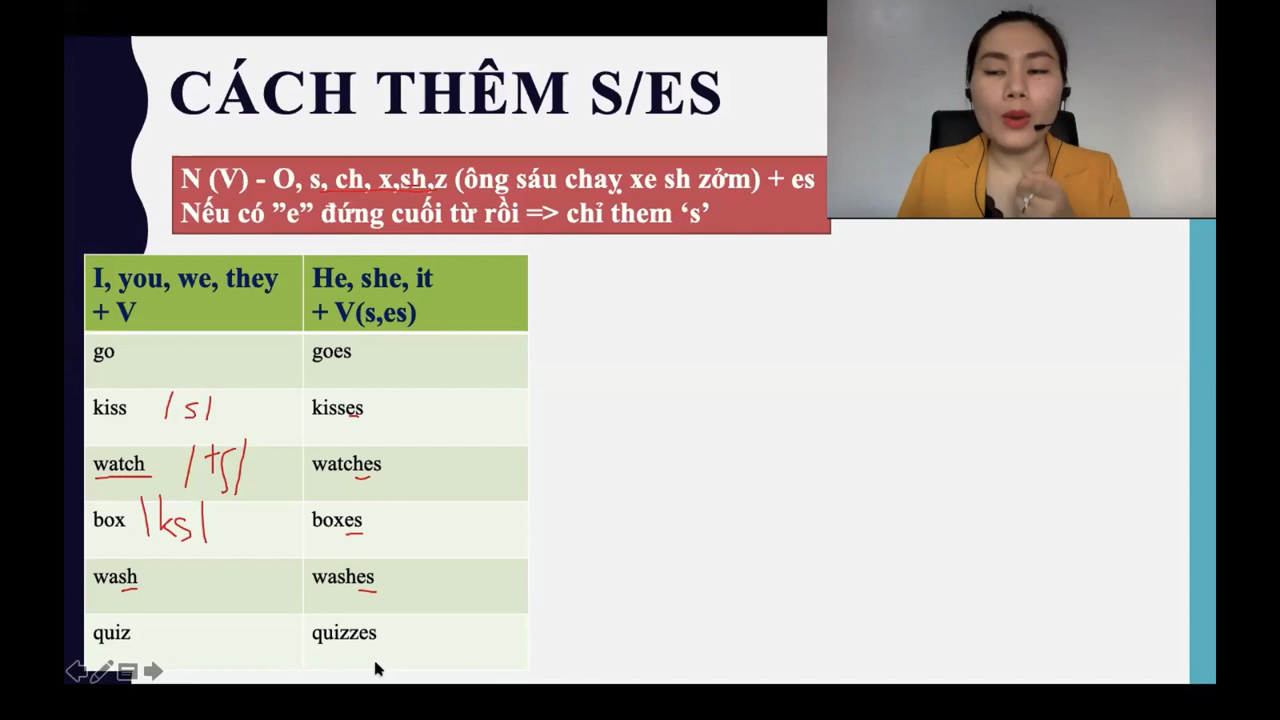 CÁCH THÊM S/ES
N (V) - O, s, ch, x,sh,z (ông sáu chaỵ xe sh zởm) + es
Nếu có ”e” đứng cuối từ rồi => chỉ them ‘s’
I, you, we, they + V
He, she, it + V(s,es)
go
goes
kiss /s/
kisses
watch /tʃ/
watches
box /ks/
boxes
wash
washes
quiz
quizzes